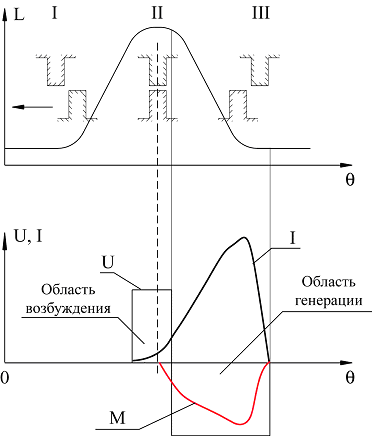 L I II III
θ
U, I
U I
Область
возбуждения
Область
генерации
0 θ
M